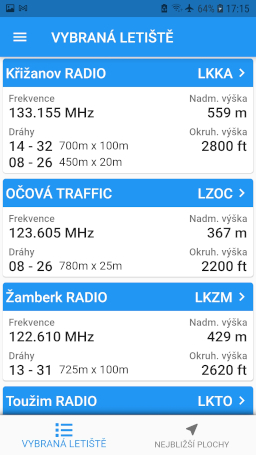 64% 17:15
VYBRANÁ LETIŠTĚ
Křižanov RADIO LKKA
Frekvence Nadm. výška
133.155 MHz 559 m
Dráhy Okruh. výška
14 - 32 700m x 100m 2800 ft
08 - 26 450m x 20m
OČOVÁ TRAFFIC LZOC
Frekvence Nadm. výška
123.605 MHz 367 m
Dráhy Okruh. výška
08 - 26 780m x 25m 2200 ft
Žamberk RADIO LKZM
Frekvence Nadm. výška
122.610 MHz 429 m
Dráhy Okruh. výška
13 - 31 725m x 100m 2620 ft
Toužim RADIO LKTO
VYBRANÁ LETIŠTĚ NEJBLIŽŠÍ PLOCHY